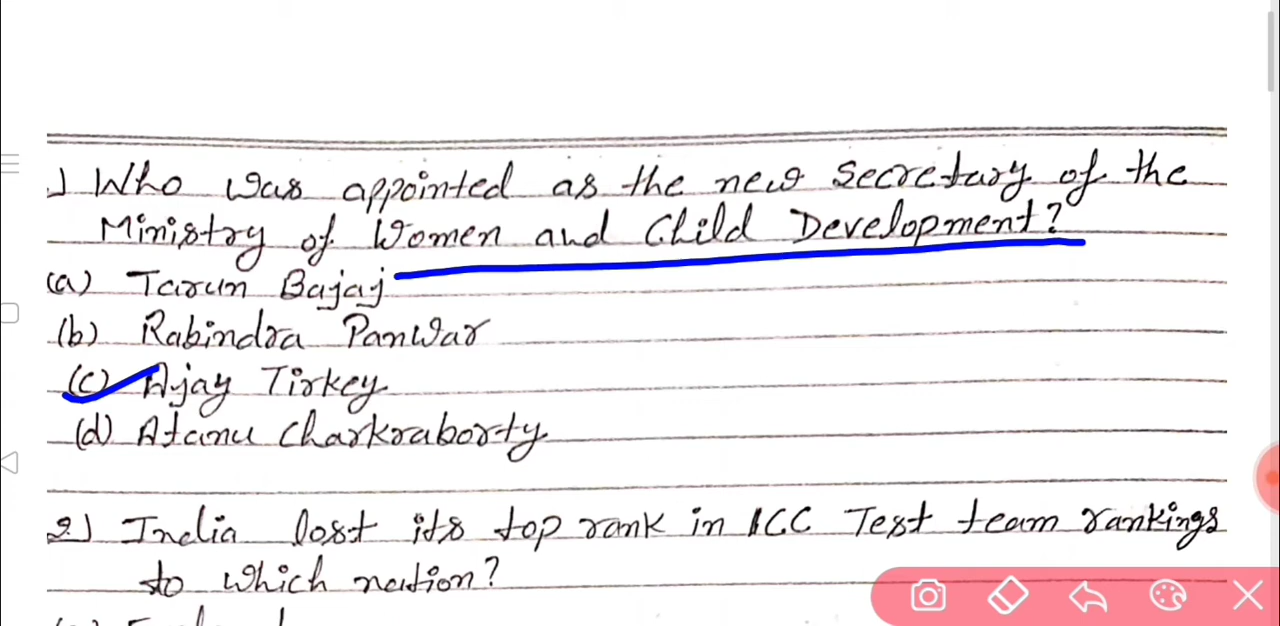 1) Who was appointed as the new Secretary of the
Ministry of Women and Child Development?
(a) Tarun Bajaj
(b) Rabindra Panwar
(c) Ajay Tirkey
(d) Atanu Charkraborty
2) India lost its top rank in ICC Test team rankings
to which nation?